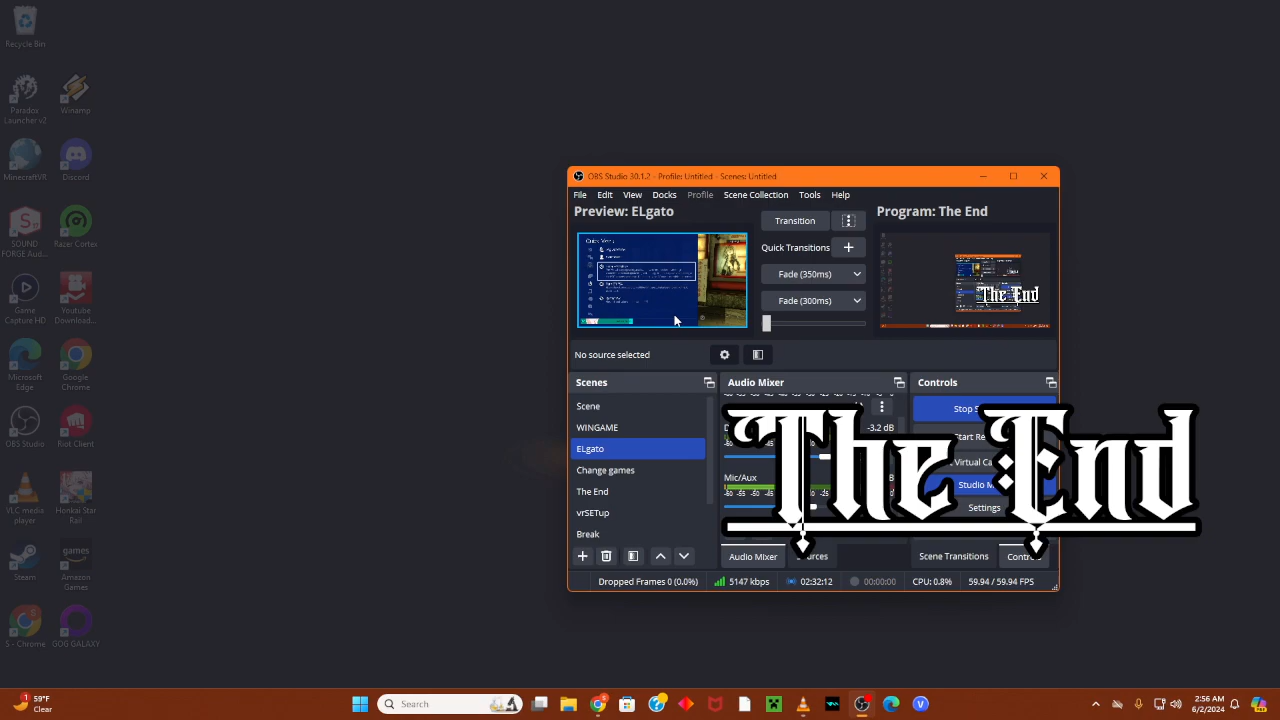 Recycle Bin
Paradox
Launcher v2
Winamp
MinecraftVR
Discord
SOUND
FORGE Aud...
Razer Cortex
Game
Capture HD
Youtube
Download...
Microsoft
Edge
Google
Chrome
OBS Studio
Riot Client
VLC media
player
Honkai Star
Rail
Steam
Amazon
Games
S - Chrome
GOG GALAXY
OBS Studio 30.1.2 - Profile: Untitled - Scenes: Untitled
File Edit View Docks Profile Scene Collection Tools Help
Preview: ELgato
Transition
Program: The End
Quick Transitions
Fade (350ms)
Fade (300ms)
The End
No source selected
Scenes
Audio Mixer
Controls
Scene
WINGAME
ELgato
Change games
The End
vrSETup
Break
-3.2 dB
Mic/Aux
Stop
Settings
The End
Audio Mixer
Scene Transitions
Dropped Frames 0 (0.0%) 5147 kbps 02:32:12 00:00:00 CPU: 0.8% 59.94 / 59.94 FPS
1
59°F
Clear
Search
2:56 AM
6/2/2024